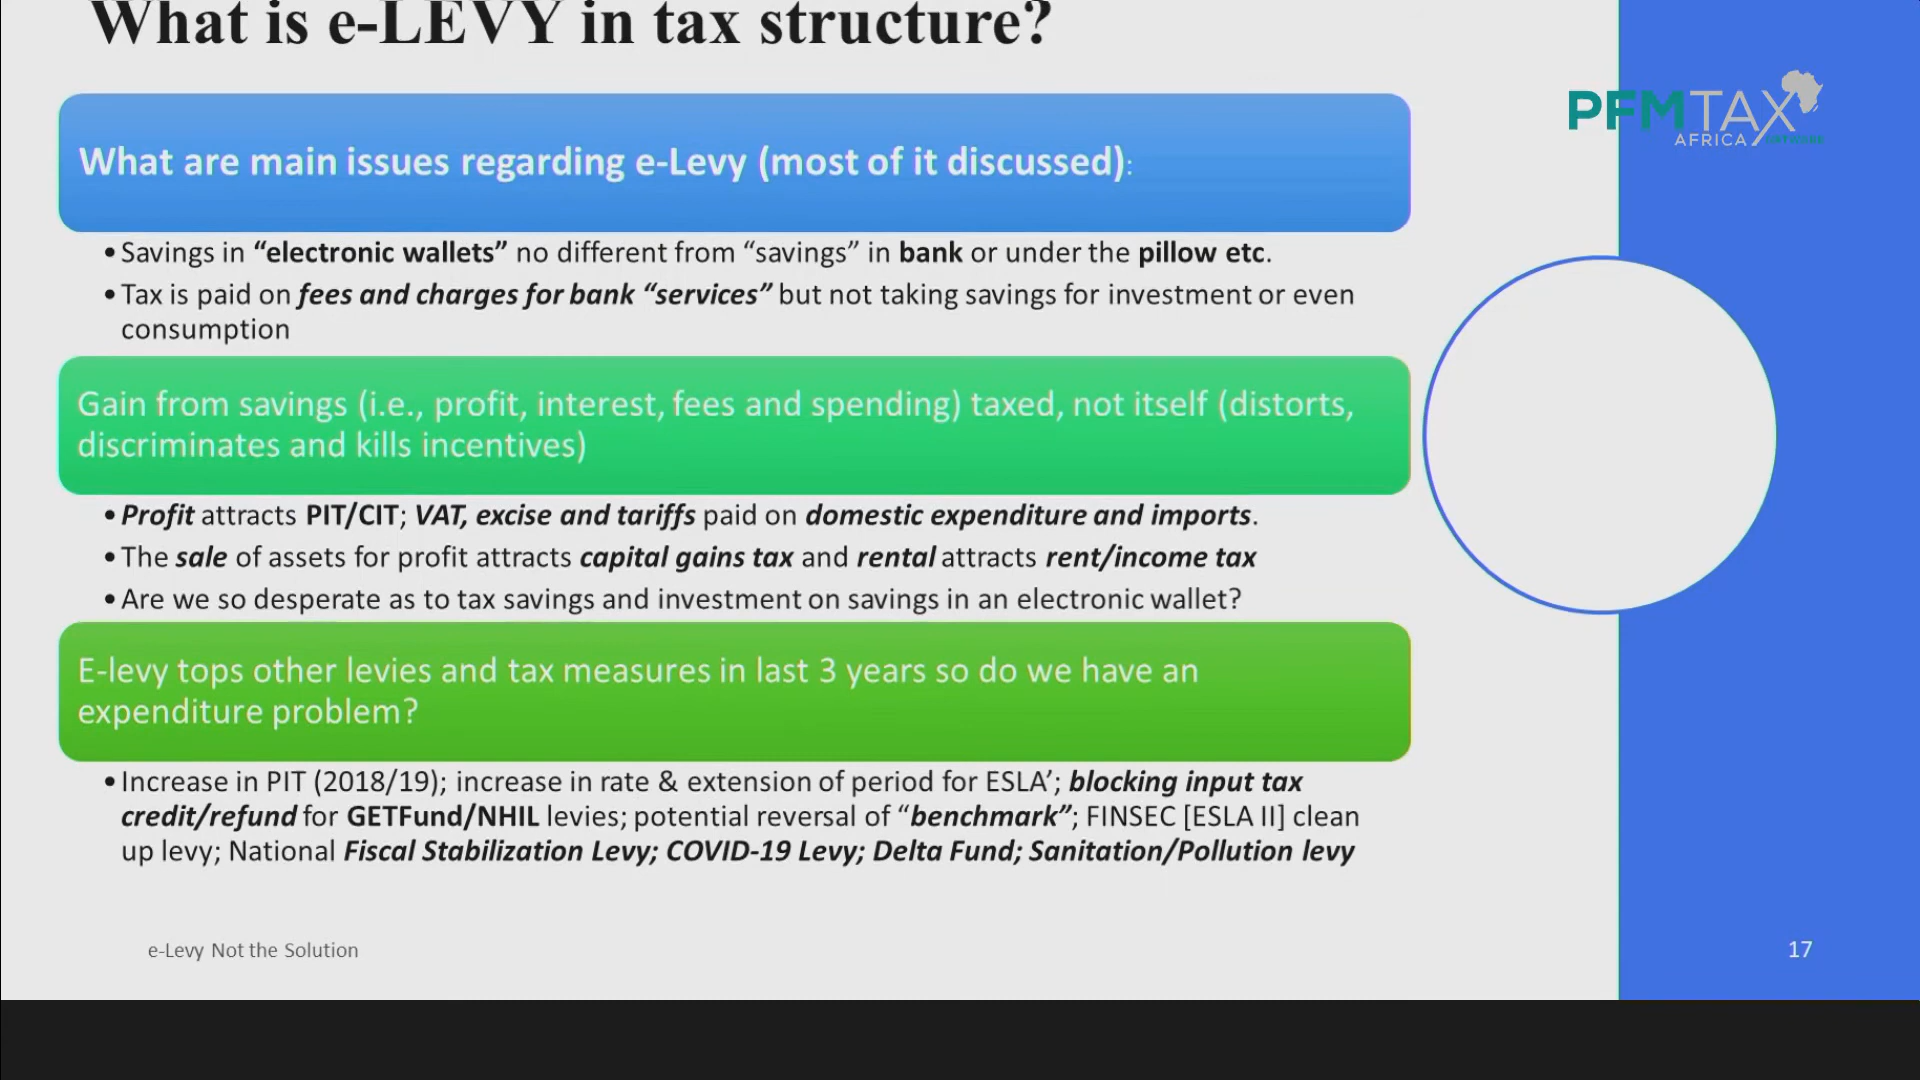 What is e-LEVY in tax structure?
PFMTAX
AFRICA NETWORK
What are main issues regarding e-Levy (most of it discussed):
•Savings in “electronic wallets” no different from “savings” in bank or under the pillow etc.
•Tax is paid on fees and charges for bank “services” but not taking savings for investment or even
consumption
Gain from savings (i.e., profit, interest, fees and spending) taxed, not itself (distorts,
discriminates and kills incentives)
•Profit attracts PIT/CIT; VAT, excise and tariffs paid on domestic expenditure and imports.
•The sale of assets for profit attracts capital gains tax and rental attracts rent/income tax
•Are we so desperate as to tax savings and investment on savings in an electronic wallet?
E-levy tops other levies and tax measures in last 3 years so do we have an
expenditure problem?
•Increase in PIT (2018/19); increase in rate & extension of period for ESLA’; blocking input tax
credit/refund for GETFund/NHIL levies; potential reversal of “benchmark”; FINSEC [ESLA II] clean
up levy; National Fiscal Stabilization Levy; COVID-19 Levy; Delta Fund; Sanitation/Pollution levy
e-Levy Not the Solution
17